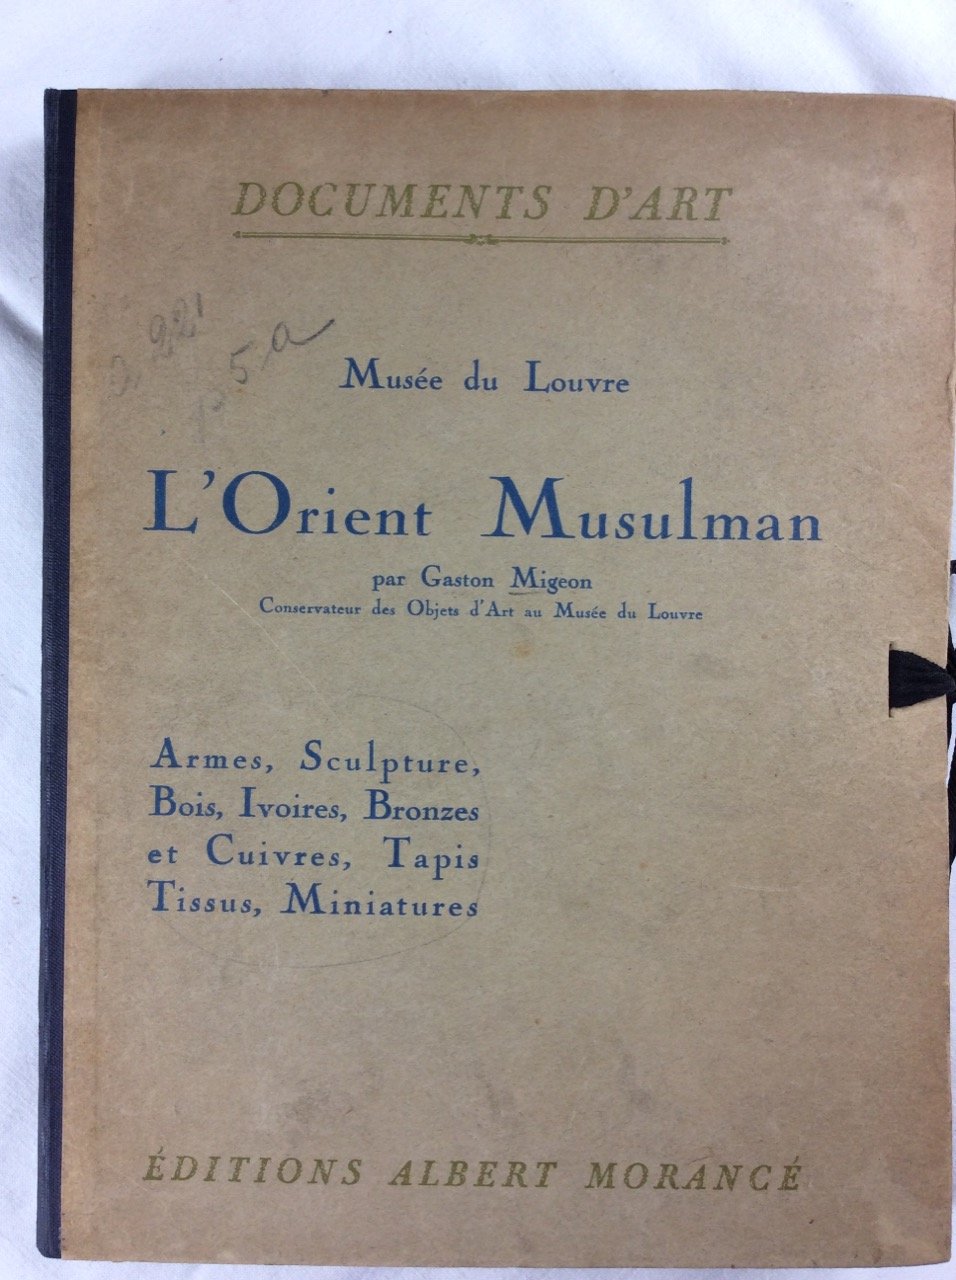 DOCUMENTS D'ART
Musée du Louvre
L'Orient Musulman
par Gaston Migeon
Conservateur des Objets d'Art au Musée du Louvre
Armes, Sculpture,
Bois, Ivoires, Bronzes
et Cuivres, Tapis
Tissus, Miniatures
ÉDITIONS ALBERT MORANCÉ